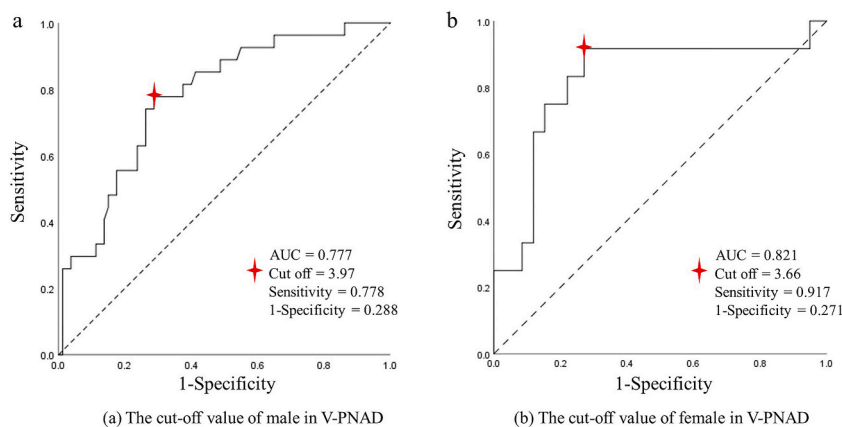 a
1.0
0.8
0.6
0.4
0.2
0.0
Sensitivity
AUC = 0.777
Cut off = 3.97
Sensitivity = 0.778
1-Specificity = 0.288
0.0 0.2 0.4 0.6 0.8 1.0
1-Specificity
(a) The cut-off value of male in V-PNAD
b
1.0
0.8
0.6
0.4
0.2
0.0
Sensitivity
AUC = 0.821
Cut off = 3.66
Sensitivity = 0.917
1-Specificity = 0.271
0.0 0.2 0.4 0.6 0.8 1.0
1-Specificity
(b) The cut-off value of female in V-PNAD